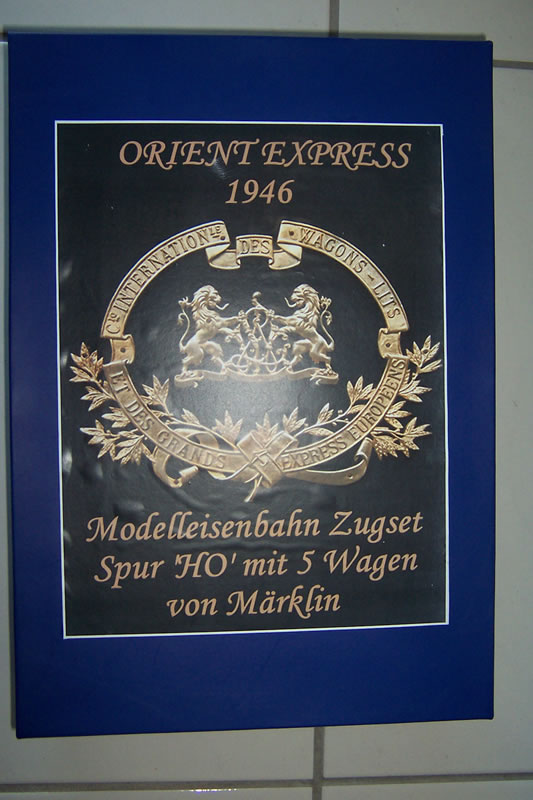 ORIENT EXPRESS
1946
CIE INTERNATIONLE DES WAGONS-LITS
ET DES GRANDS EXPRESS EUROPEENS
Modelleisenbahn Zugset
Spur 'HO' mit 5 Wagen
von Märklin